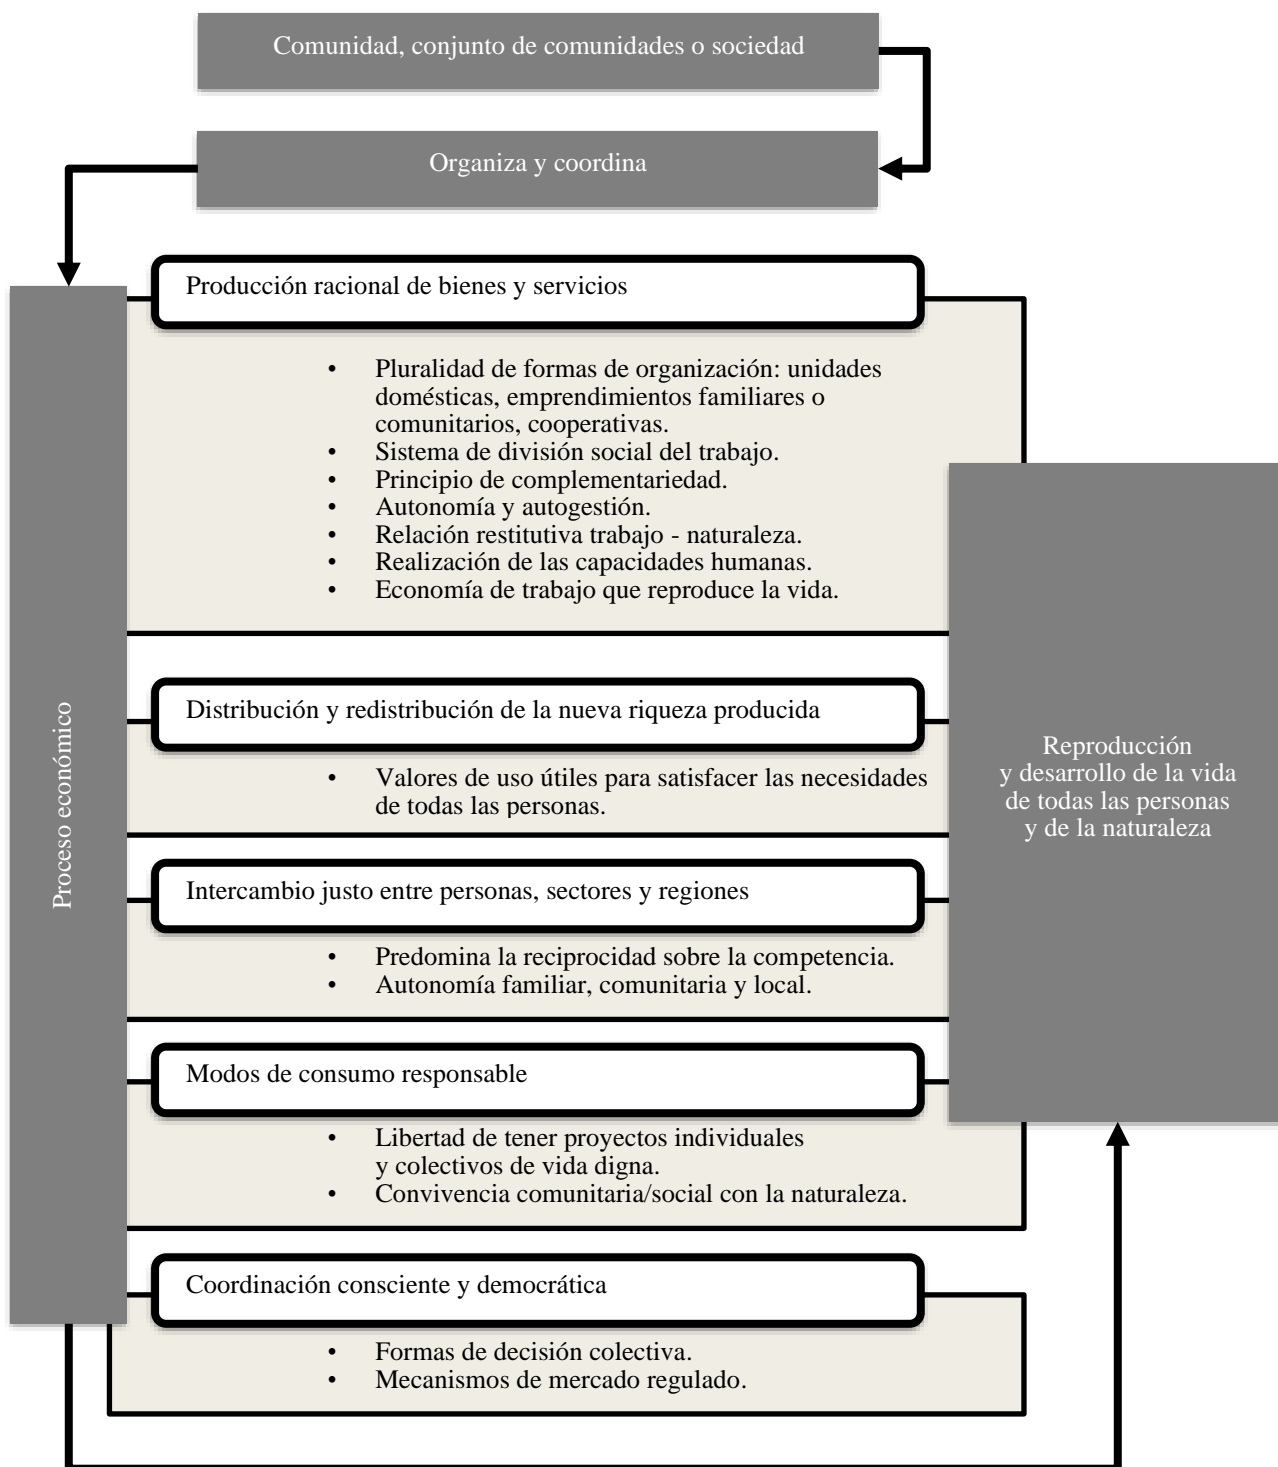 Comunidad, conjunto de comunidades o sociedad
Organiza y coordina
Proceso económico
Producción racional de bienes y servicios
• Pluralidad de formas de organización: unidades
domésticas, emprendimientos familiares o
comunitarios, cooperativas.
• Sistema de división social del trabajo.
• Principio de complementariedad.
• Autonomía y autogestión.
• Relación restitutiva trabajo - naturaleza.
• Realización de las capacidades humanas.
• Economía de trabajo que reproduce la vida.
Distribución y redistribución de la nueva riqueza producida
• Valores de uso útiles para satisfacer las necesidades
de todas las personas.
Intercambio justo entre personas, sectores y regiones
• Predomina la reciprocidad sobre la competencia.
• Autonomía familiar, comunitaria y local.
Modos de consumo responsable
• Libertad de tener proyectos individuales
y colectivos de vida digna.
• Convivencia comunitaria/social con la naturaleza.
Coordinación consciente y democrática
• Formas de decisión colectiva.
• Mecanismos de mercado regulado.
Reproducción
y desarrollo de la vida
de todas las personas
y de la naturaleza